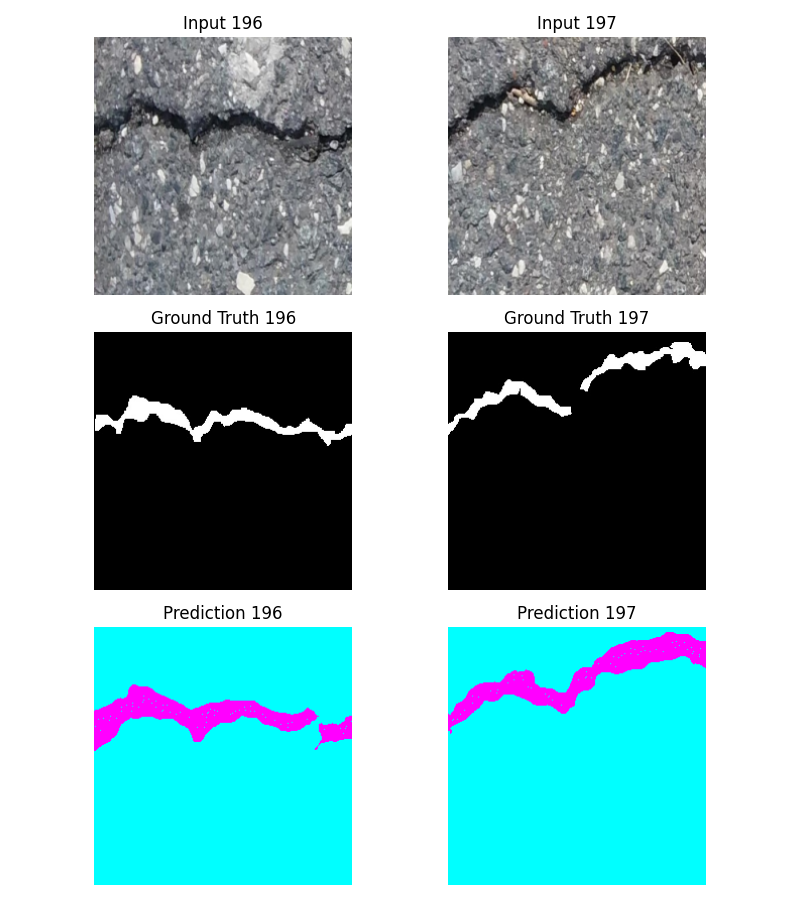 Input 196
Input 197
Ground Truth 196
Ground Truth 197
Prediction 196
Prediction 197